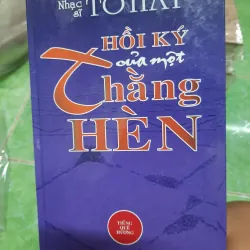 Nhạc sĩ TÔ HẢI
HỒI KÝ
của một
Thằng
HÈN
TIẾNG QUÊ HƯƠNG